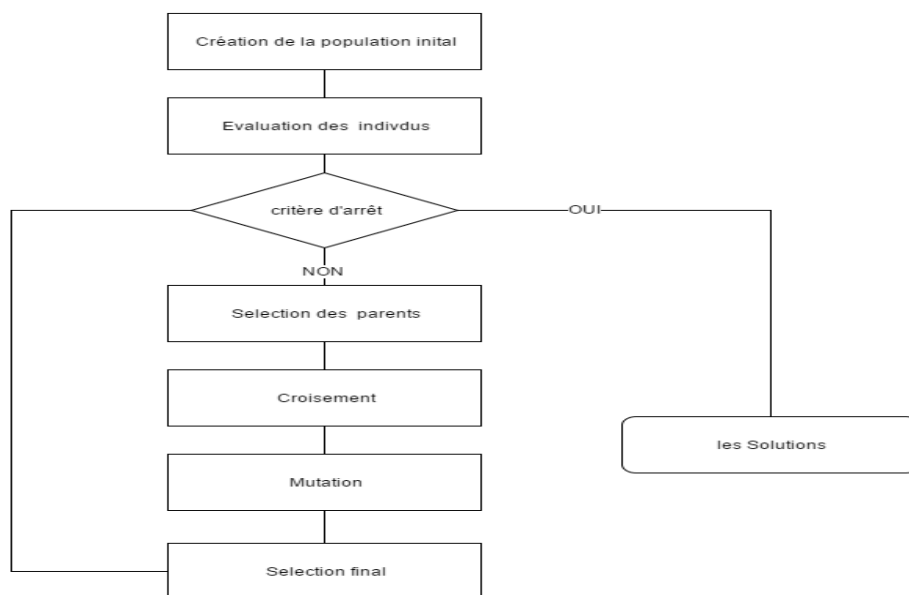 Création de la population inital
Evaluation des indivdus
critère d'arrêt
OUI
NON
Selection des parents
Croisement
les Solutions
Mutation
Selection final